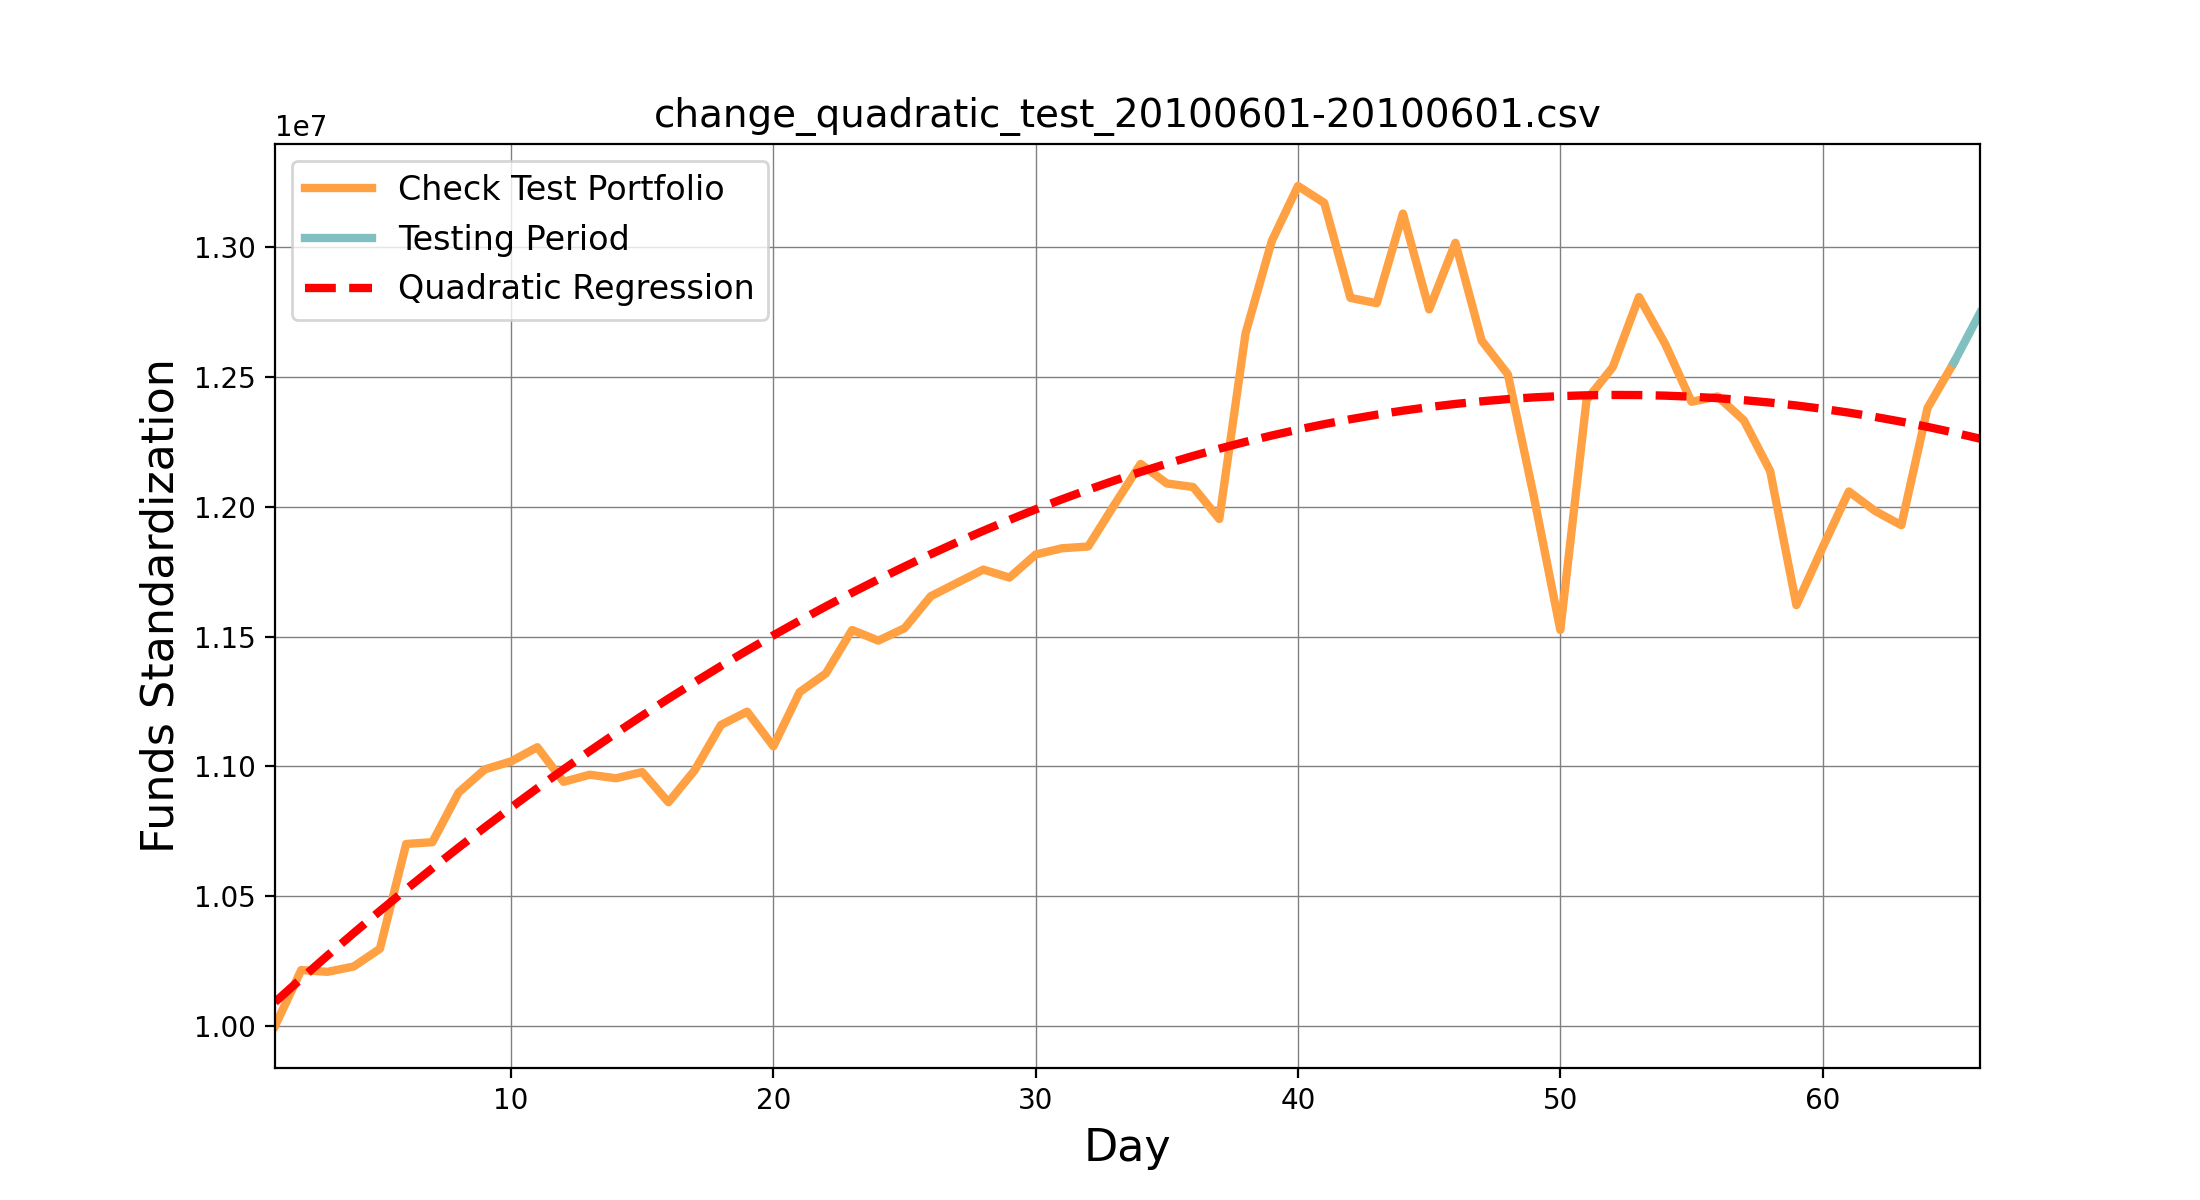 change_quadratic_test_20100601-20100601.csv
1e7
Check Test Portfolio
Testing Period
Quadratic Regression
Funds Standardization
1.30
1.25
1.20
1.15
1.10
1.05
1.00
10 20 30 40 50 60
Day